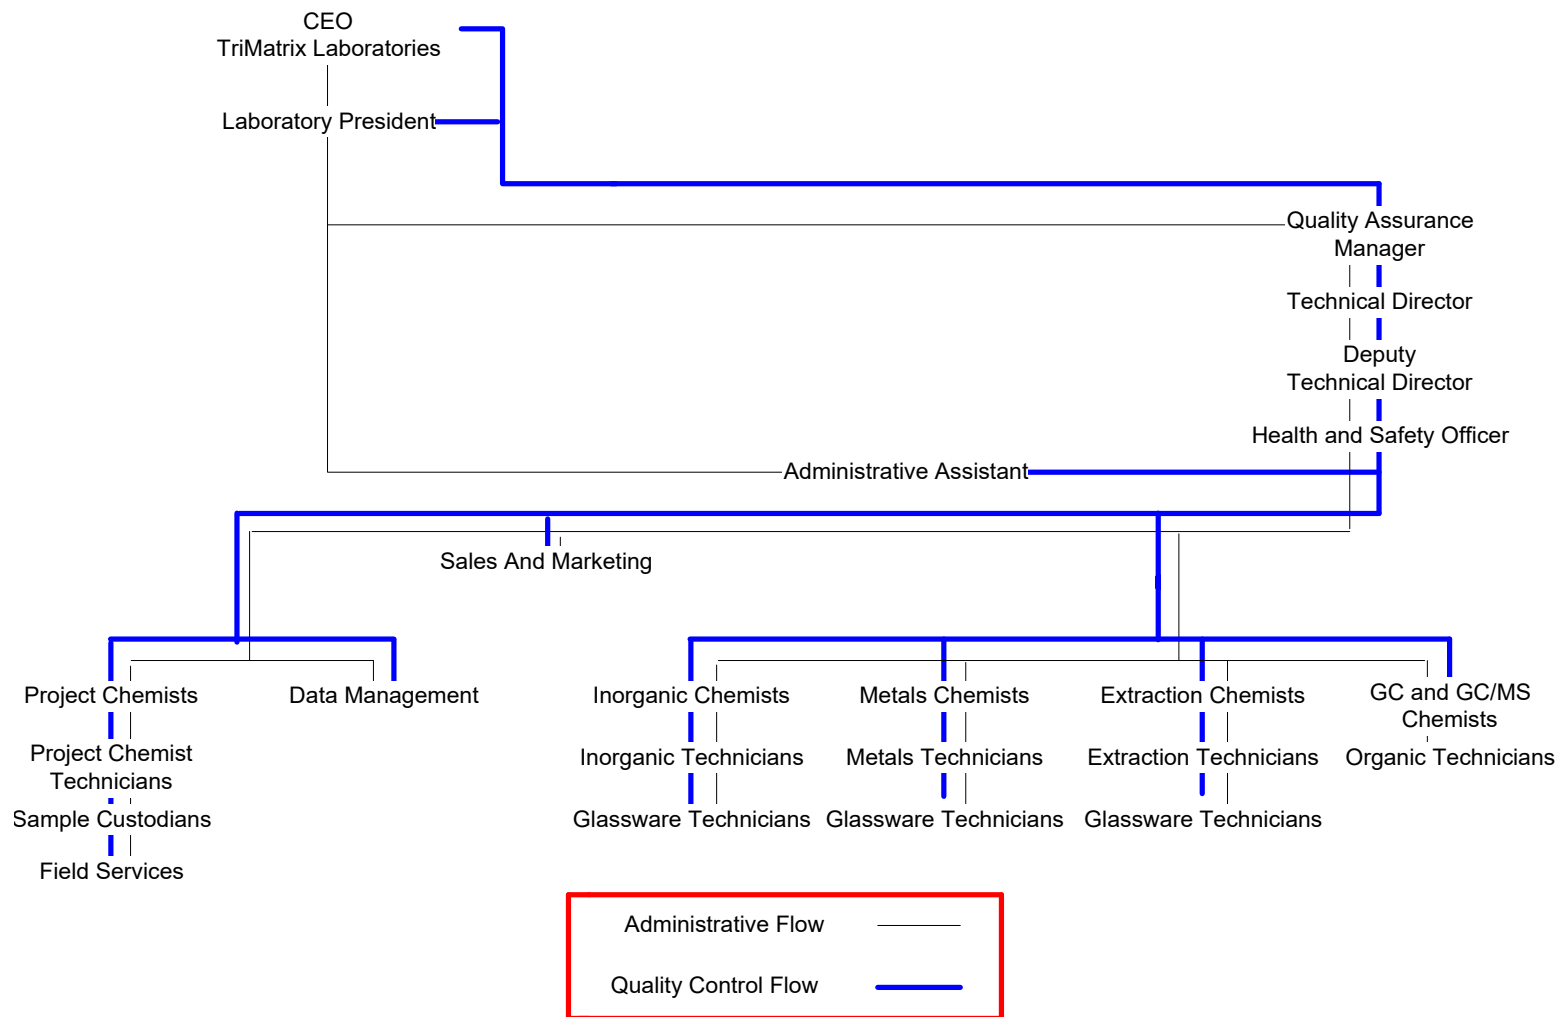 CEO
TriMatrix Laboratories
Laboratory President
Quality Assurance
Manager
Technical Director
Deputy
Technical Director
Health and Safety Officer
Administrative Assistant
Sales And Marketing
Project Chemists
Data Management
Inorganic Chemists
Metals Chemists
Extraction Chemists
GC and GC/MS
Chemists
Project Chemist
Technicians
Inorganic Technicians
Metals Technicians
Extraction Technicians
Organic Technicians
Sample Custodians
Glassware Technicians
Glassware Technicians
Glassware Technicians
Field Services
Administrative Flow
Quality Control Flow